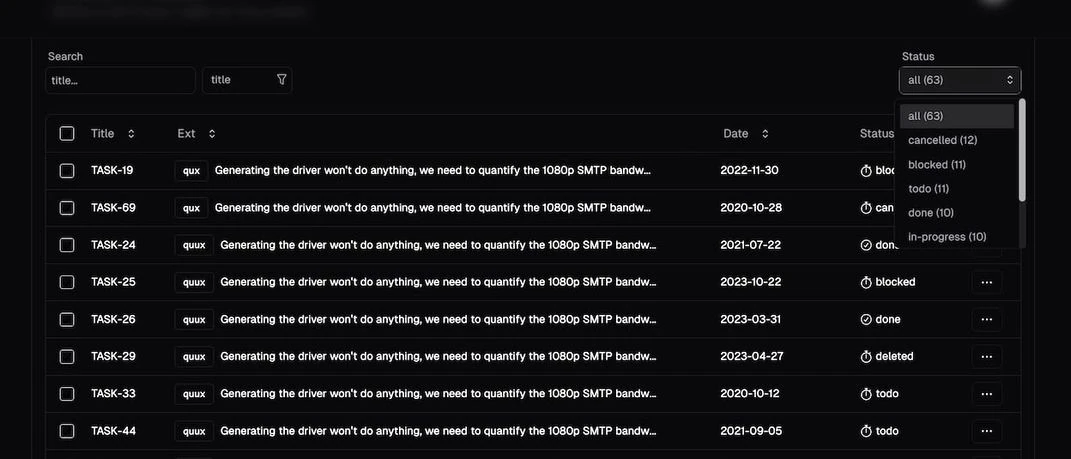 Search
Status
title...
title
all (63)
Title
Ext
Date
Status
all (63)
cancelled (12)
blocked (11)
todo (11)
done (10)
in-progress (10)
TASK-19 qux Generating the driver won't do anything, we need to quantify the 1080p SMTP bandw... 2022-11-30 bloc
TASK-69 qux Generating the driver won't do anything, we need to quantify the 1080p SMTP bandw... 2020-10-28 can
TASK-24 quux Generating the driver won't do anything, we need to quantify the 1080p SMTP bandw... 2021-07-22 done
TASK-25 quux Generating the driver won't do anything, we need to quantify the 1080p SMTP bandw... 2023-10-22 blocked ...
TASK-26 quux Generating the driver won't do anything, we need to quantify the 1080p SMTP bandw... 2023-03-31 done ...
TASK-29 quux Generating the driver won't do anything, we need to quantify the 1080p SMTP bandw... 2023-04-27 deleted ...
TASK-33 quux Generating the driver won't do anything, we need to quantify the 1080p SMTP bandw... 2020-10-12 todo ...
TASK-44 quux Generating the driver won't do anything, we need to quantify the 1080p SMTP bandw... 2021-09-05 todo ...